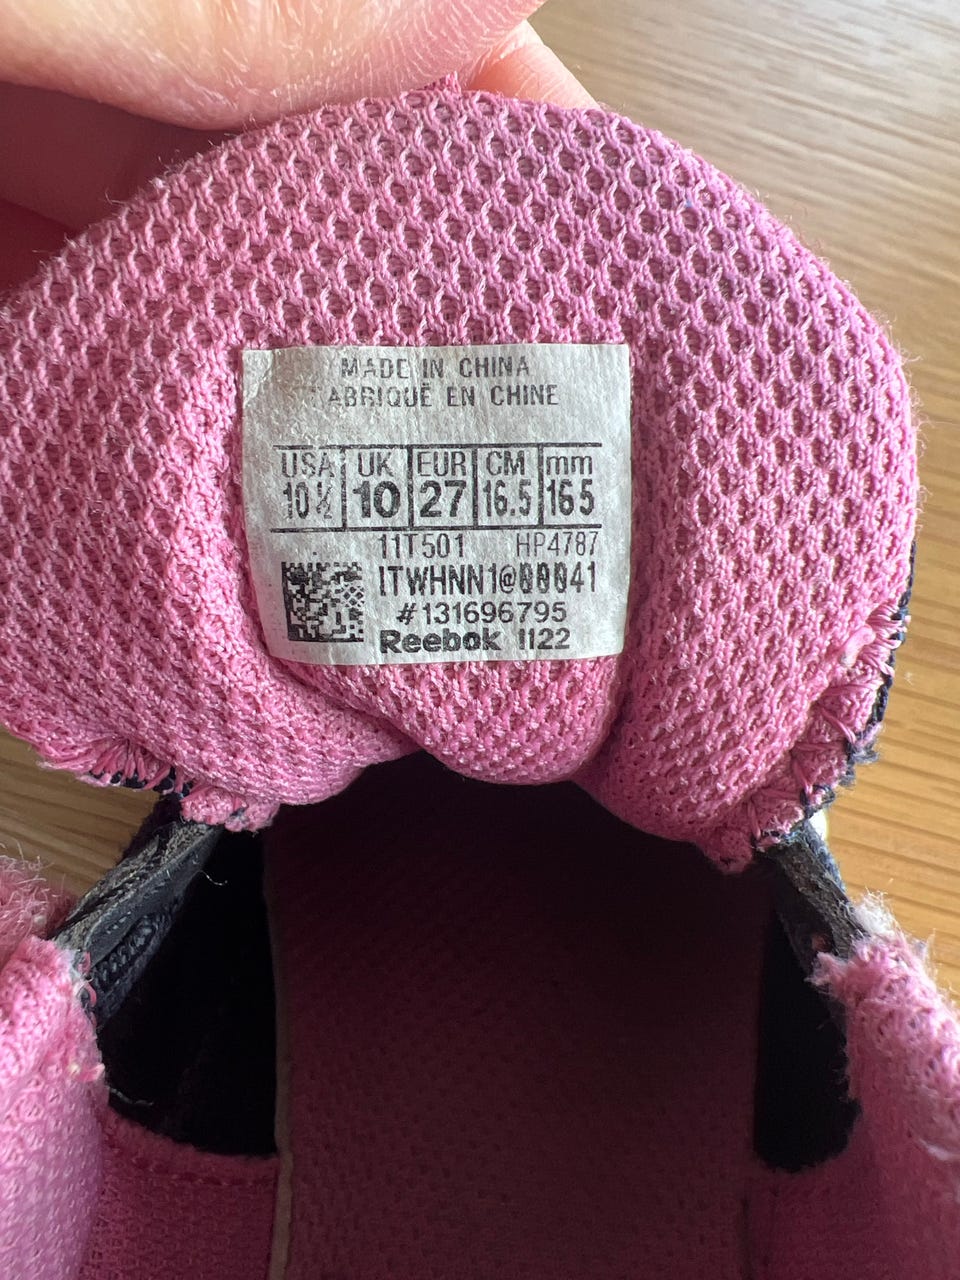 MADE IN CHINA
FABRIQUÉ EN CHINE
USA UK EUR CM mm
10½ 10 27 16.5 165
11T501 HP4787
ITWHNN1@00041
#131696795
Reebok 1122